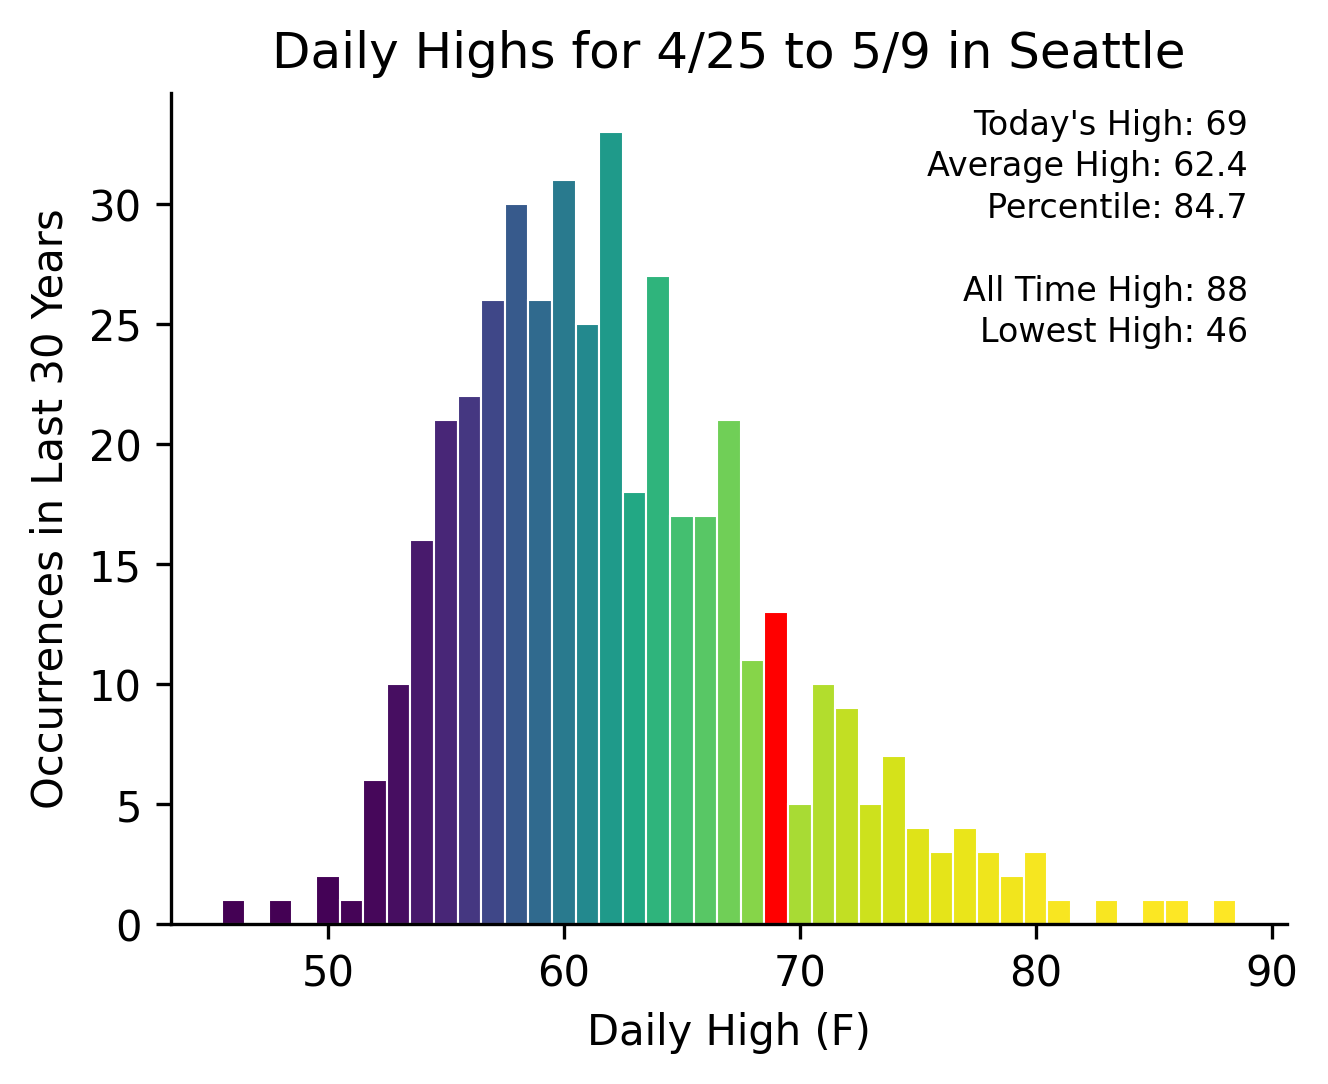 Daily Highs for 4/25 to 5/9 in Seattle
Today's High: 69
Average High: 62.4
Percentile: 84.7
All Time High: 88
Lowest High: 46
Occurrences in Last 30 Years
30
25
20
15
10
5
0
50 60 70 80 90
Daily High (F)